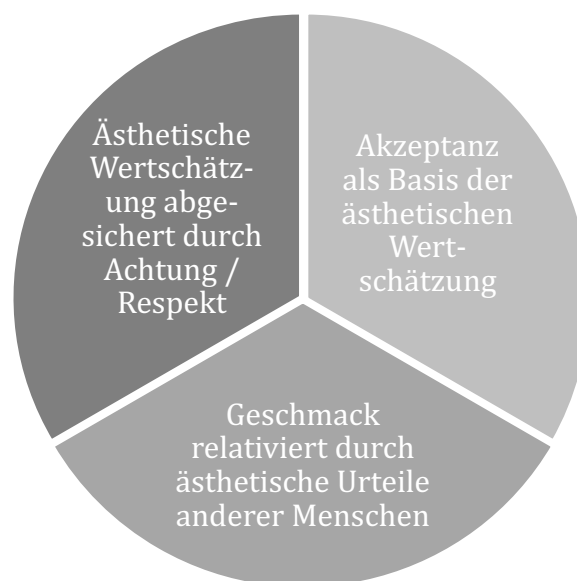 Ästhetische
Wertschätz-
ung abge-
sichert durch
Achtung /
Respekt
Akzeptanz
als Basis der
ästhetischen
Wert-
schätzung
Geschmack
relativiert durch
ästhetische Urteile
anderer Menschen